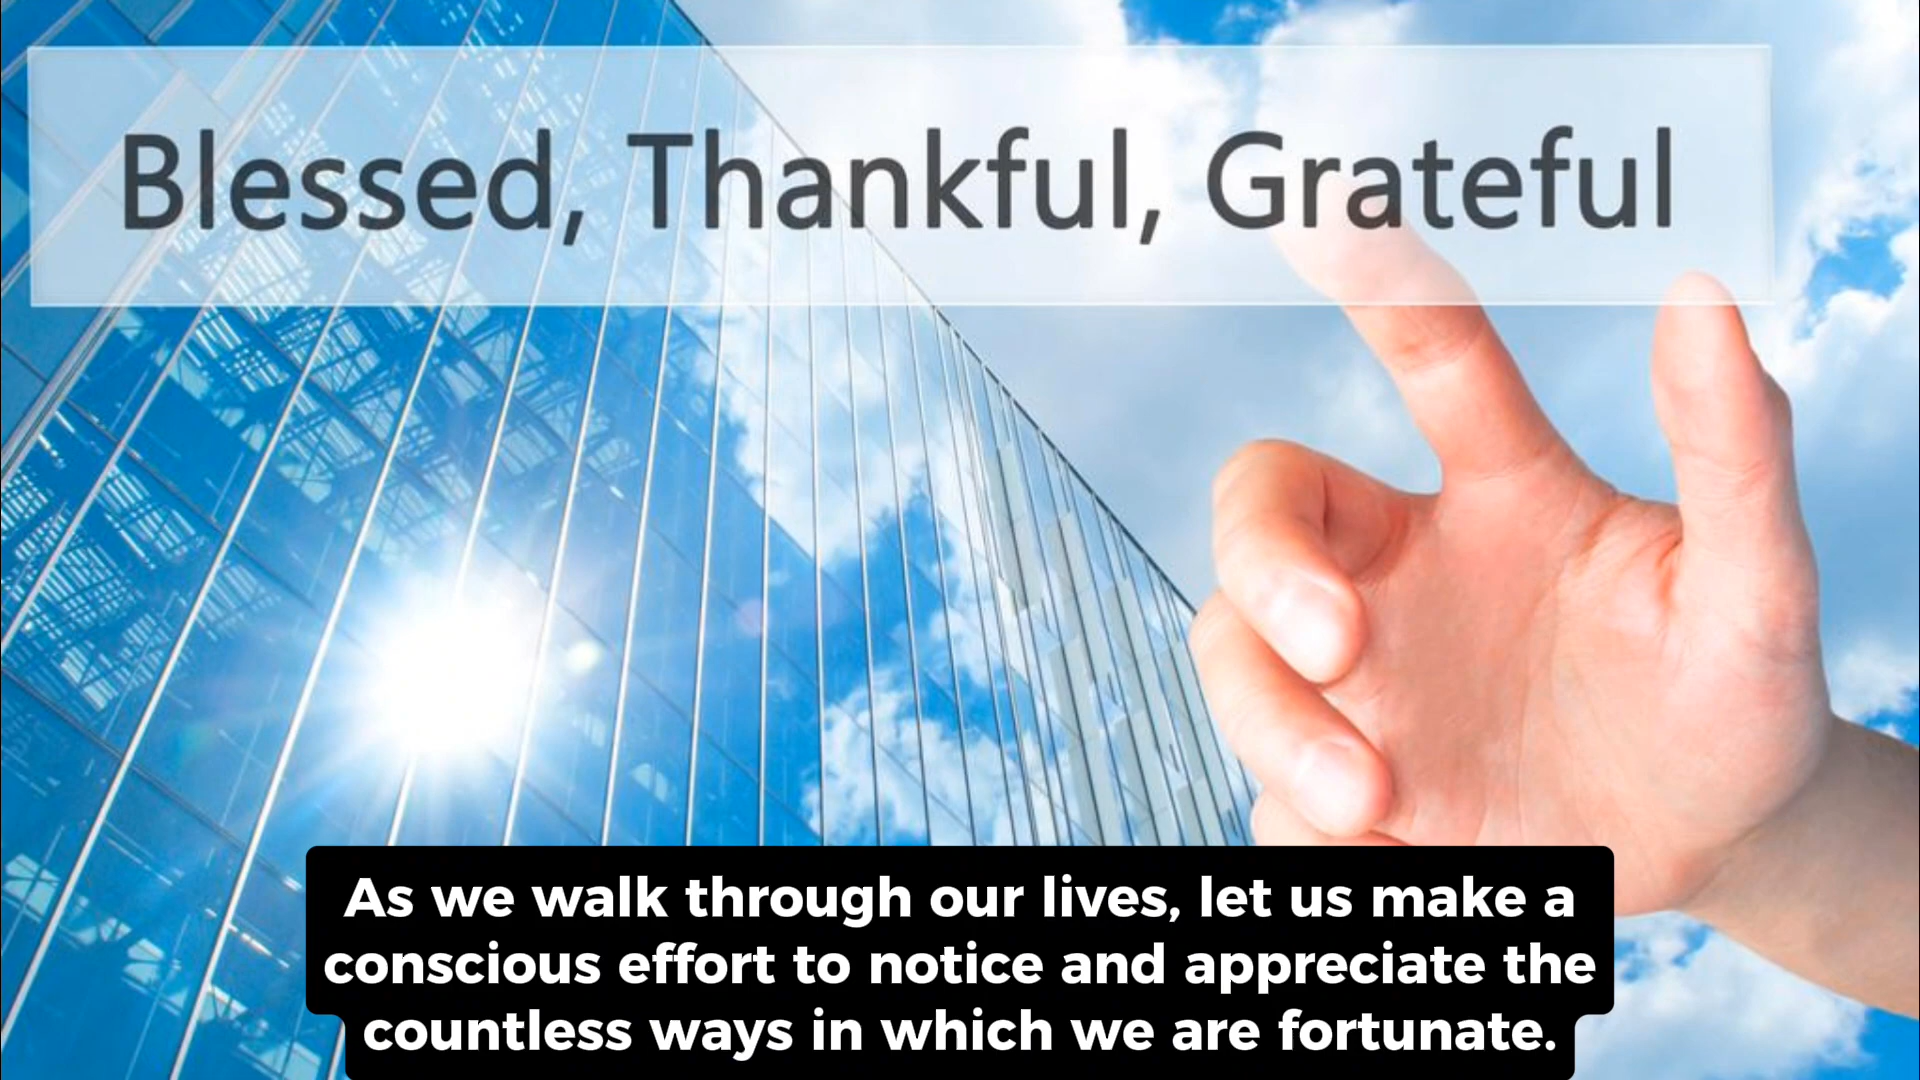 Blessed, Thankful, Grateful
As we walk through our lives, let us make a
conscious effort to notice and appreciate the
countless ways in which we are fortunate.